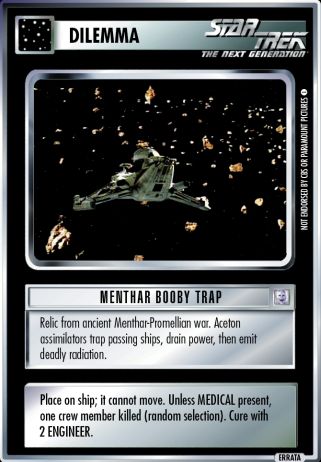 DILEMMA
STAR TREK
THE NEXT GENERATION
NOT ENDORSED BY CBS OR PARAMOUNT PICTURES
MENTHAR BOOBY TRAP
Relic from ancient Menthar-Promellian war. Aceton
assimilators trap passing ships, drain power, then emit
deadly radiation.
Place on ship; it cannot move. Unless MEDICAL present,
one crew member killed (random selection). Cure with
2 ENGINEER.
ERRATA